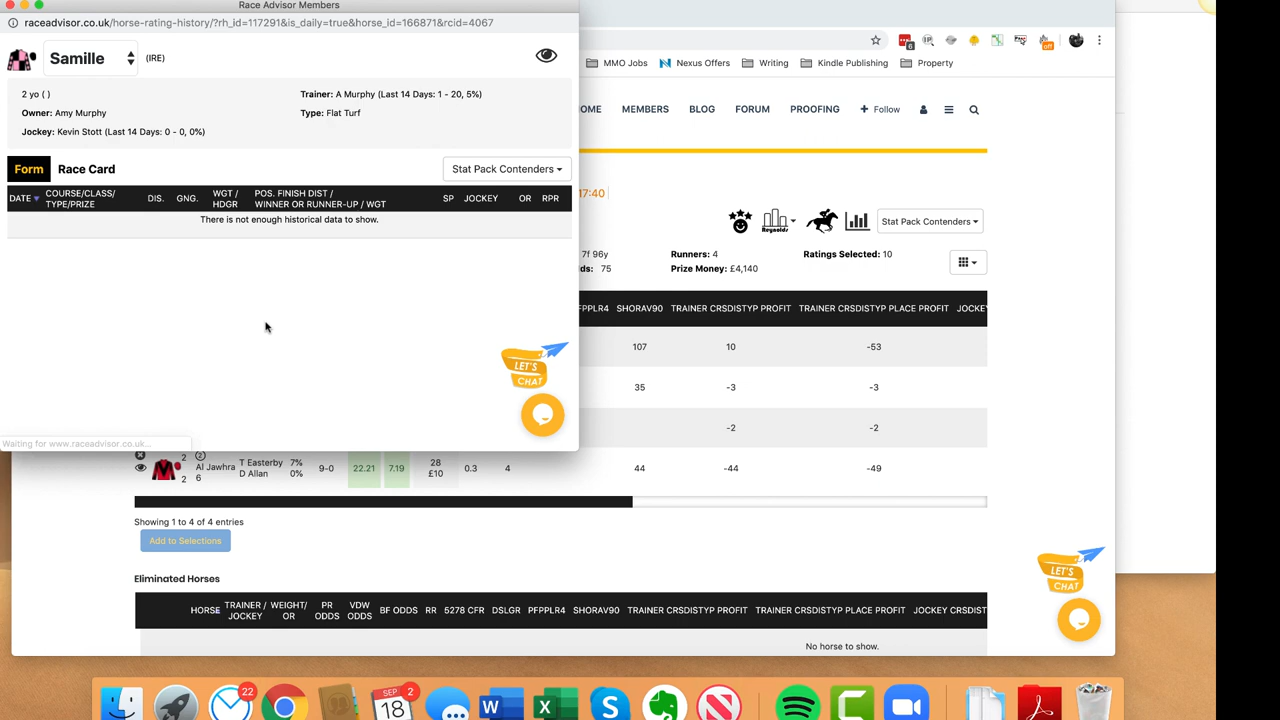 Race Advisor Members
raceadvisor.co.uk/horse-rating-history/?rh_id=117291&is_daily=true&horse_id=166871&rcid=4067
Samille (IRE)
2 yo ( )
Trainer: A Murphy (Last 14 Days: 1 - 20, 5%)
Owner: Amy Murphy
Type: Flat Turf
Jockey: Kevin Stott (Last 14 Days: 0 - 0, 0%)
Form Race Card Stat Pack Contenders
DATE COURSE/CLASS/ TYPE/PRIZE DIS. GNG. WGT / HDGR POS. FINISH DIST / WINNER OR RUNNER-UP / WGT SP JOCKEY OR RPR
There is not enough historical data to show.
LET'S CHAT
Waiting for www.raceadvisor.co.uk...
6
off
MMO Jobs Nexus Offers Writing Kindle Publishing Property
OME MEMBERS BLOG FORUM PROOFING + Follow
17:40
Reynolds Stat Pack Contenders
7f 96y Runners: 4 Ratings Selected: 10
ds: 75 Prize Money: £4,140
FPPLR4 SHORAV90 TRAINER CRSDISTYP PROFIT TRAINER CRSDISTYP PLACE PROFIT JOCKE
107 10 -53
35 -3 -3
-2 -2
2 2 Al Jawhra 6 T Easterby D Allan 7% 0% 9-0 22.21 7.19 28 £10 0.3 4 44 -44 -49
2
Showing 1 to 4 of 4 entries
Add to Selections
Eliminated Horses
HORSE TRAINER / JOCKEY WEIGHT/ OR PR ODDS VDW ODDS BF ODDS RR 5278 CFR DSLGR PFPPLR4 SHORAV90 TRAINER CRSDISTYP PROFIT TRAINER CRSDISTYP PLACE PROFIT JOCKEY CRSDIST
No horse to show.
LET'S CHAT
22
SEP 2
18
W
X
S